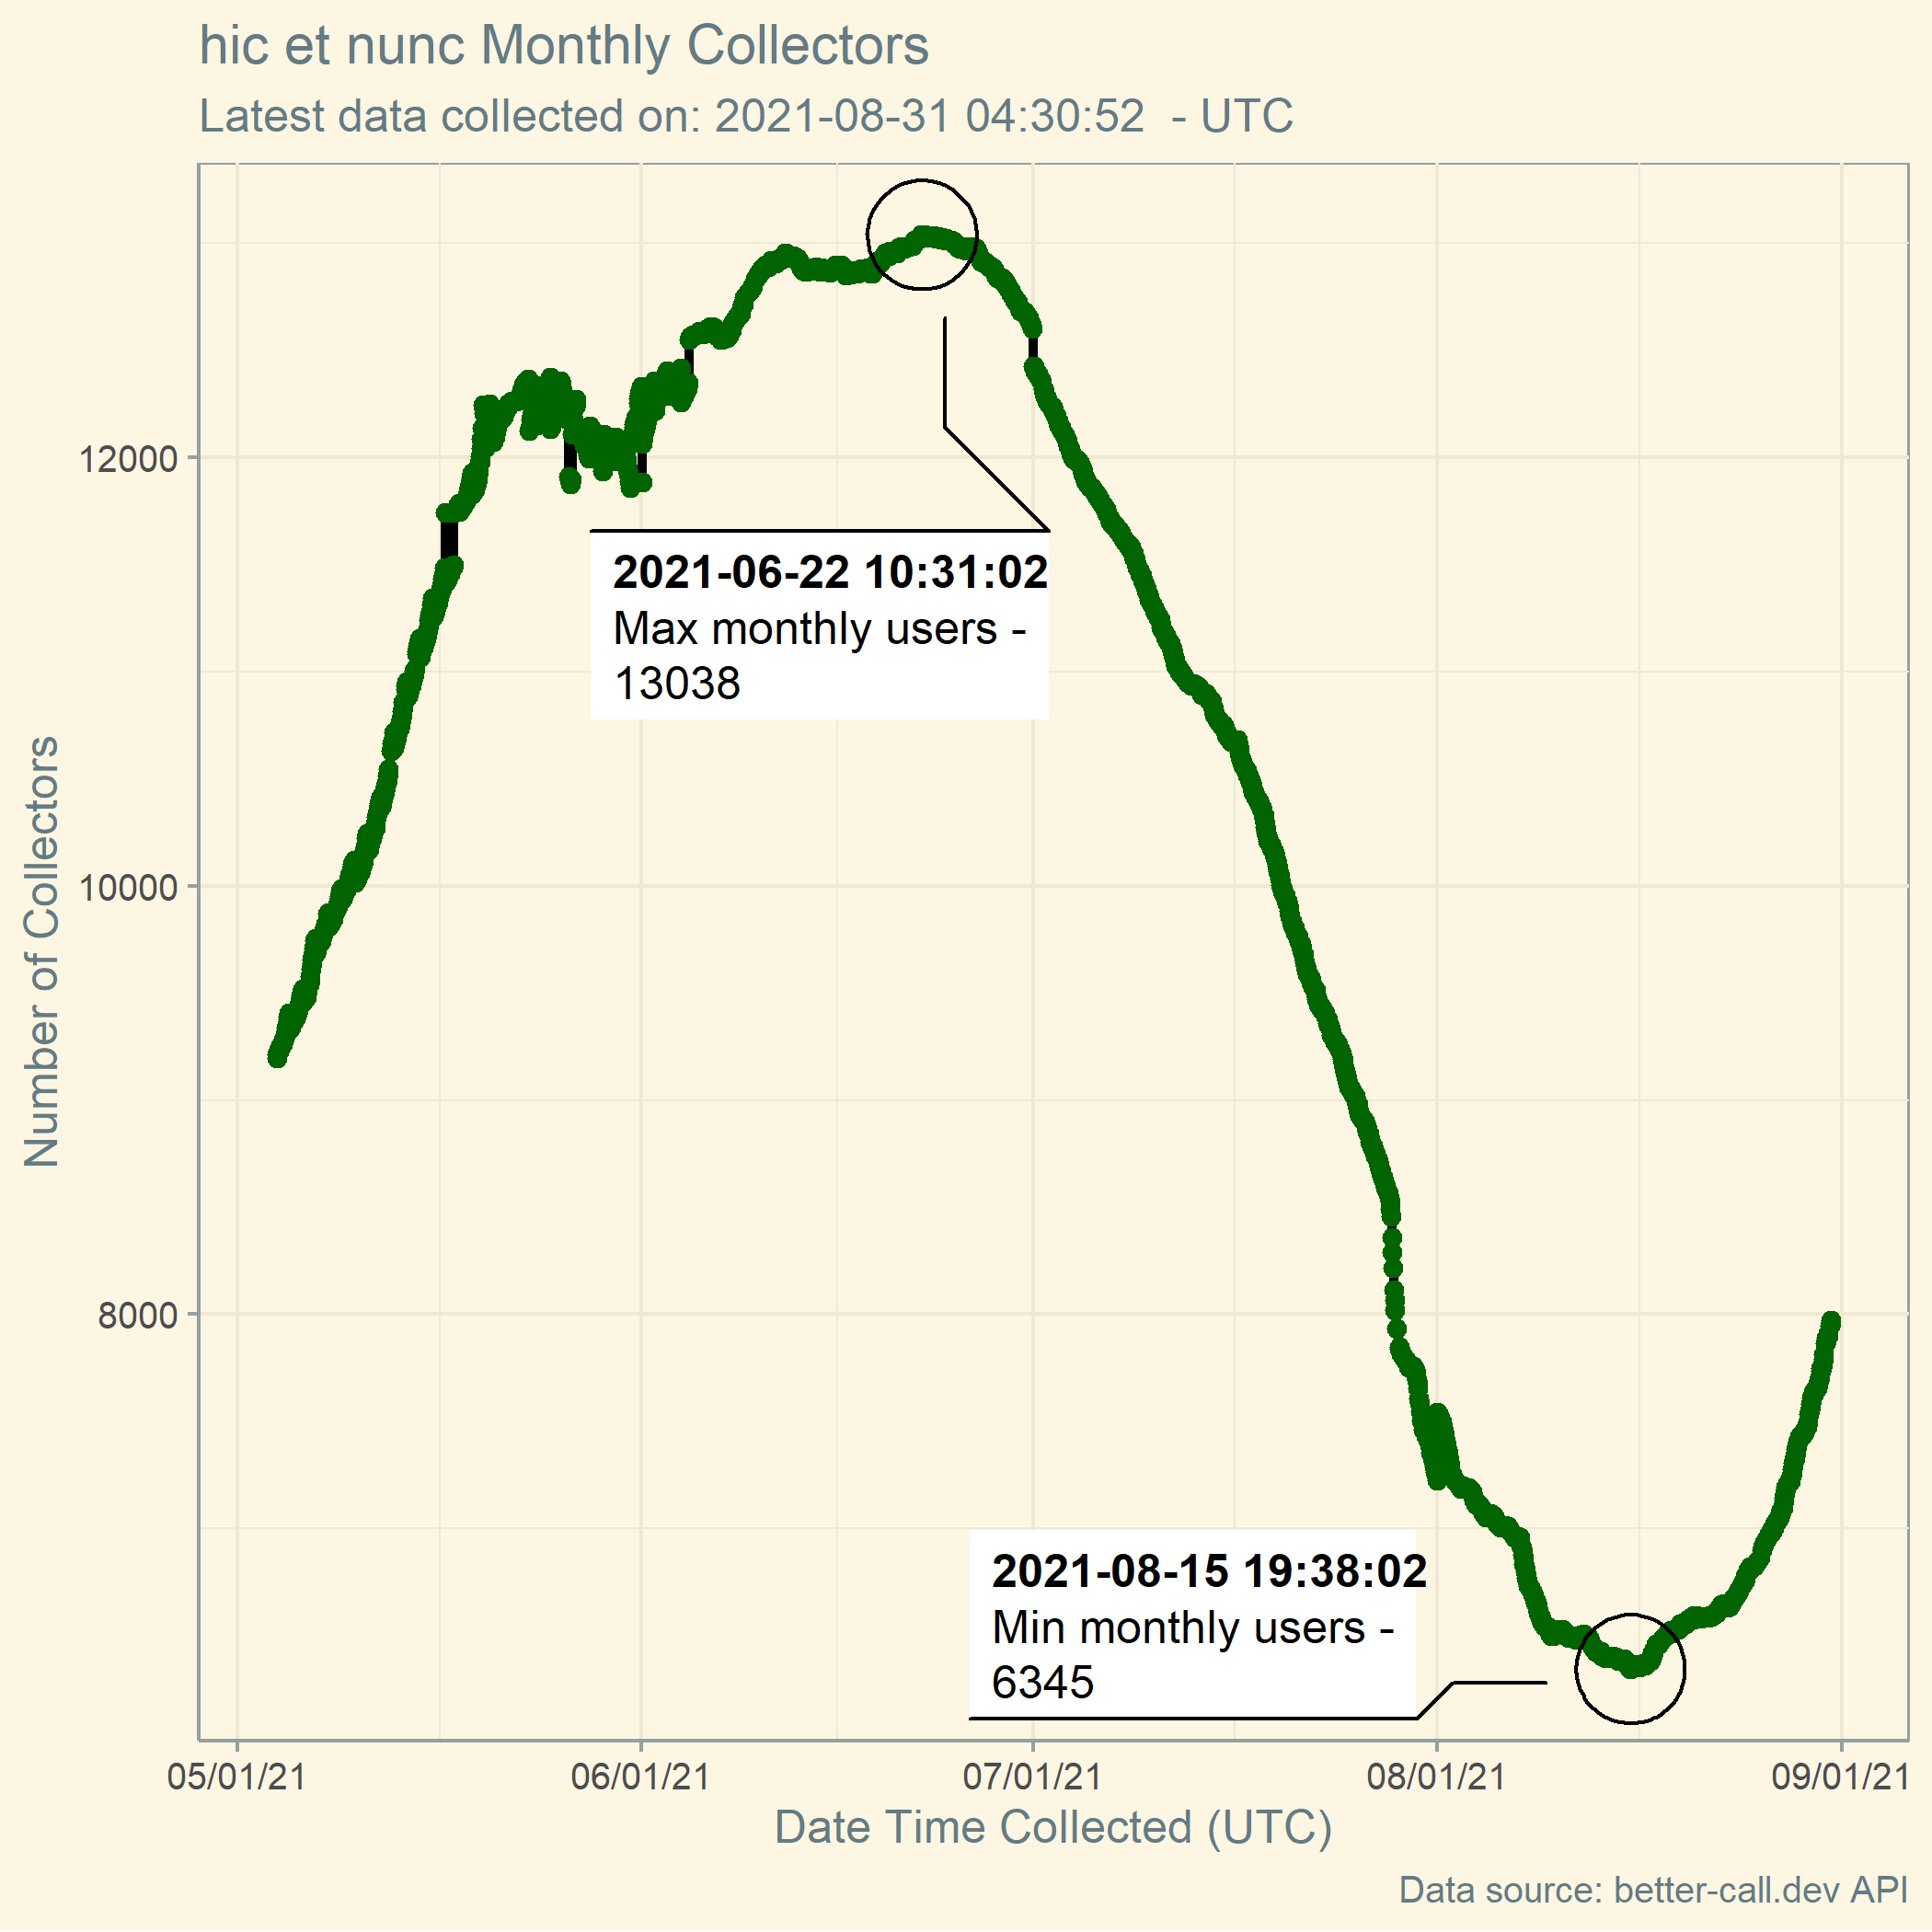 hic et nunc Monthly Collectors
Latest data collected on: 2021-08-31 04:30:52  - UTC
Number of Collectors
12000
10000
8000
2021-06-22 10:31:02
Max monthly users -
13038
2021-08-15 19:38:02
Min monthly users -
6345
05/01/21 06/01/21 07/01/21 08/01/21 09/01/21
Date Time Collected (UTC)
Data source: better-call.dev API